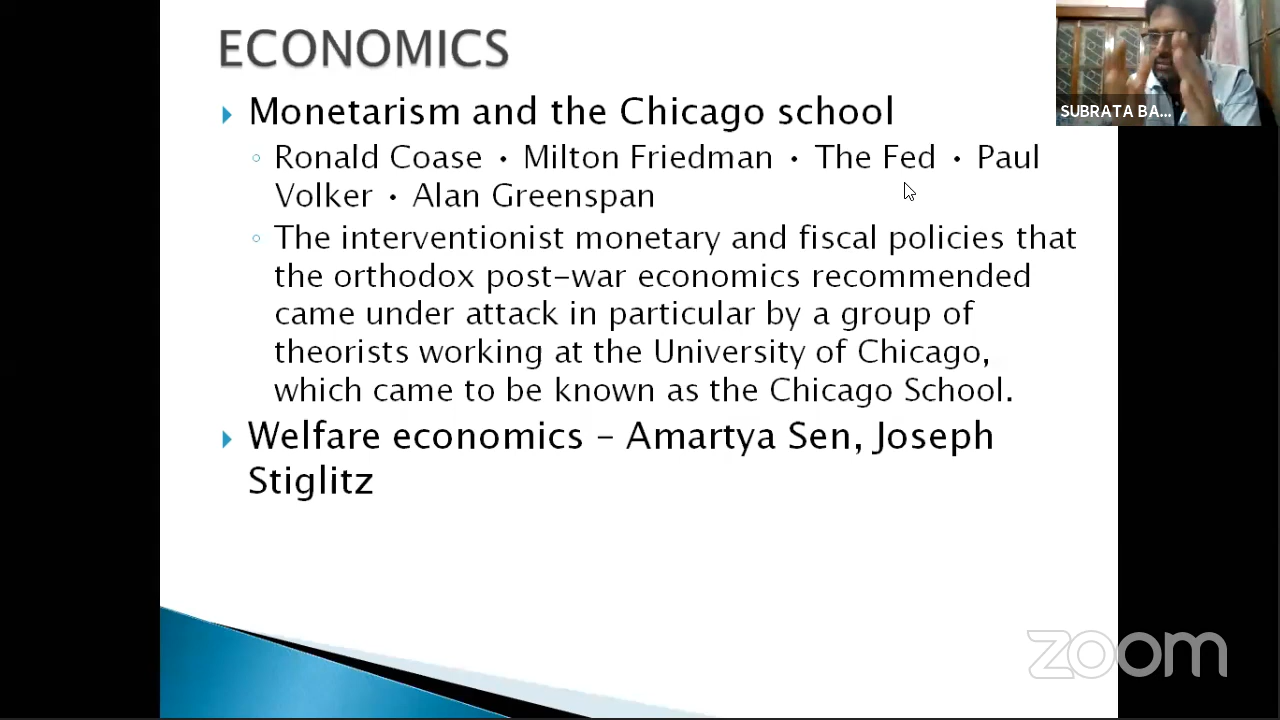 ECONOMICS
Monetarism and the Chicago school
Ronald Coase • Milton Friedman • The Fed • Paul
Volker • Alan Greenspan
The interventionist monetary and fiscal policies that
the orthodox post-war economics recommended
came under attack in particular by a group of
theorists working at the University of Chicago,
which came to be known as the Chicago School.
Welfare economics – Amartya Sen, Joseph
Stiglitz
SUBRATA BA...
zoom